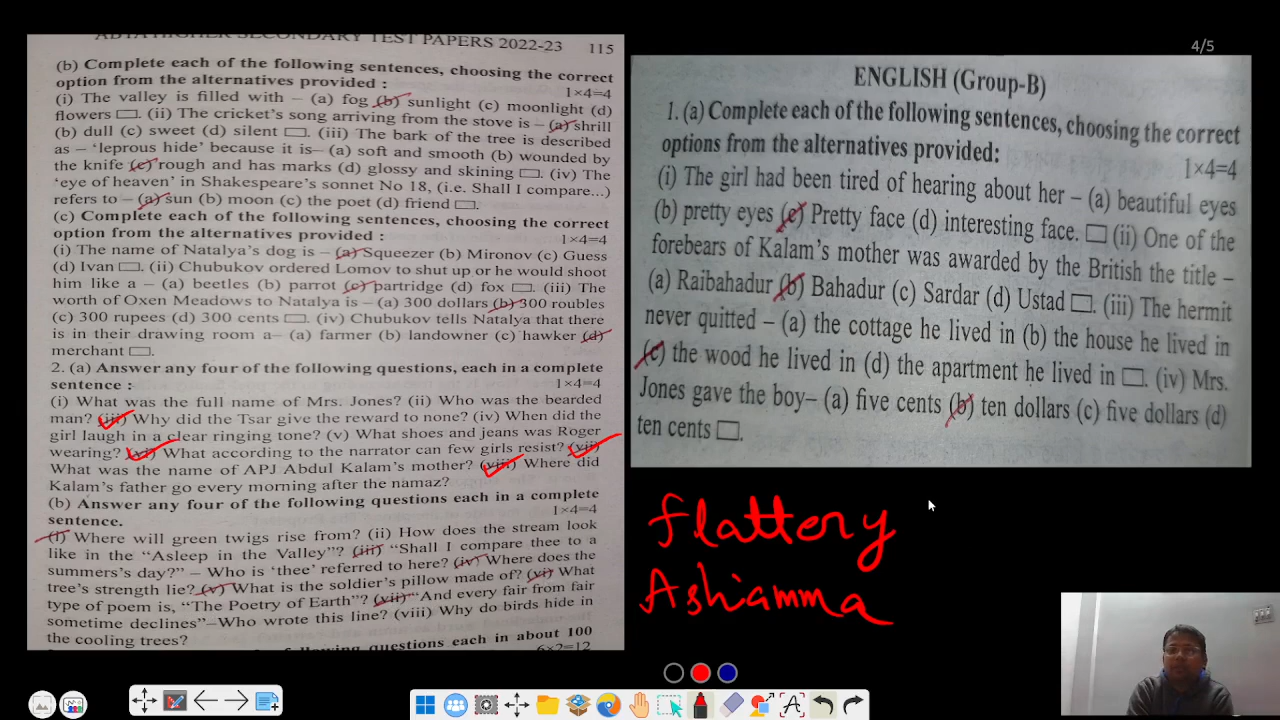 ABTA HIGHER SECONDARY TEST PAPERS 2022-23 115
(b) Complete each of the following sentences, choosing the correct
option from the alternatives provided : 1×4=4
(i) The valley is filled with – (a) fog (b) sunlight (c) moonlight (d)
flowers □. (ii) The cricket's song arriving from the stove is – (a) shrill
(b) dull (c) sweet (d) silent □. (iii) The bark of the tree is described
as – 'leprous hide' because it is– (a) soft and smooth (b) wounded by
the knife (c) rough and has marks (d) glossy and skining □. (iv) The
'eye of heaven' in Shakespeare's sonnet No 18, (i.e. Shall I compare...)
refers to – (a) sun (b) moon (c) the poet (d) friend □.
(c) Complete each of the following sentences, choosing the correct
option from the alternatives provided : 1×4=4
(i) The name of Natalya's dog is – (a) Squeezer (b) Mironov (c) Guess
(d) Ivan □. (ii) Chubukov ordered Lomov to shut up or he would shoot
him like a – (a) beetles (b) parrot (c) partridge (d) fox □. (iii) The
worth of Oxen Meadows to Natalya is – (a) 300 dollars (b) 300 roubles
(c) 300 rupees (d) 300 cents □. (iv) Chubukov tells Natalya that there
is in their drawing room a– (a) farmer (b) landowner (c) hawker (d)
merchant □.
2. (a) Answer any four of the following questions, each in a complete
sentence : 1×4=4
(i) What was the full name of Mrs. Jones? (ii) Who was the bearded
man? (iii) Why did the Tsar give the reward to none? (iv) When did the
girl laugh in a clear ringing tone? (v) What shoes and jeans was Roger
wearing? (vi) What according to the narrator can few girls resist? (vii)
What was the name of APJ Abdul Kalam's mother? (viii) Where did
Kalam's father go every morning after the namaz?
(b) Answer any four of the following questions each in a complete
sentence. 1×4=4
(i) Where will green twigs rise from? (ii) How does the stream look
like in the "Asleep in the Valley"? (iii) "Shall I compare thee to a
summers's day?" – Who is 'thee' referred to here? (iv) Where does the
tree's strength lie? (v) What is the soldier's pillow made of? (vi) What
type of poem is, "The Poetry of Earth"? (vii) "And every fair from fair
sometime declines"–Who wrote this line? (viii) Why do birds hide in
the cooling trees?
following questions each in about 100
6×2=12
4/5
ENGLISH (Group-B)
1. (a) Complete each of the following sentences, choosing the correct
options from the alternatives provided: 1×4=4
(i) The girl had been tired of hearing about her – (a) beautiful eyes
(b) pretty eyes (c) Pretty face (d) interesting face. □ (ii) One of the
forebears of Kalam's mother was awarded by the British the title –
(a) Raibahadur (b) Bahadur (c) Sardar (d) Ustad □. (iii) The hermit
never quitted – (a) the cottage he lived in (b) the house he lived in
(c) the wood he lived in (d) the apartment he lived in □. (iv) Mrs.
Jones gave the boy– (a) five cents (b) ten dollars (c) five dollars (d)
ten cents □.
Flattery
Ashiamma